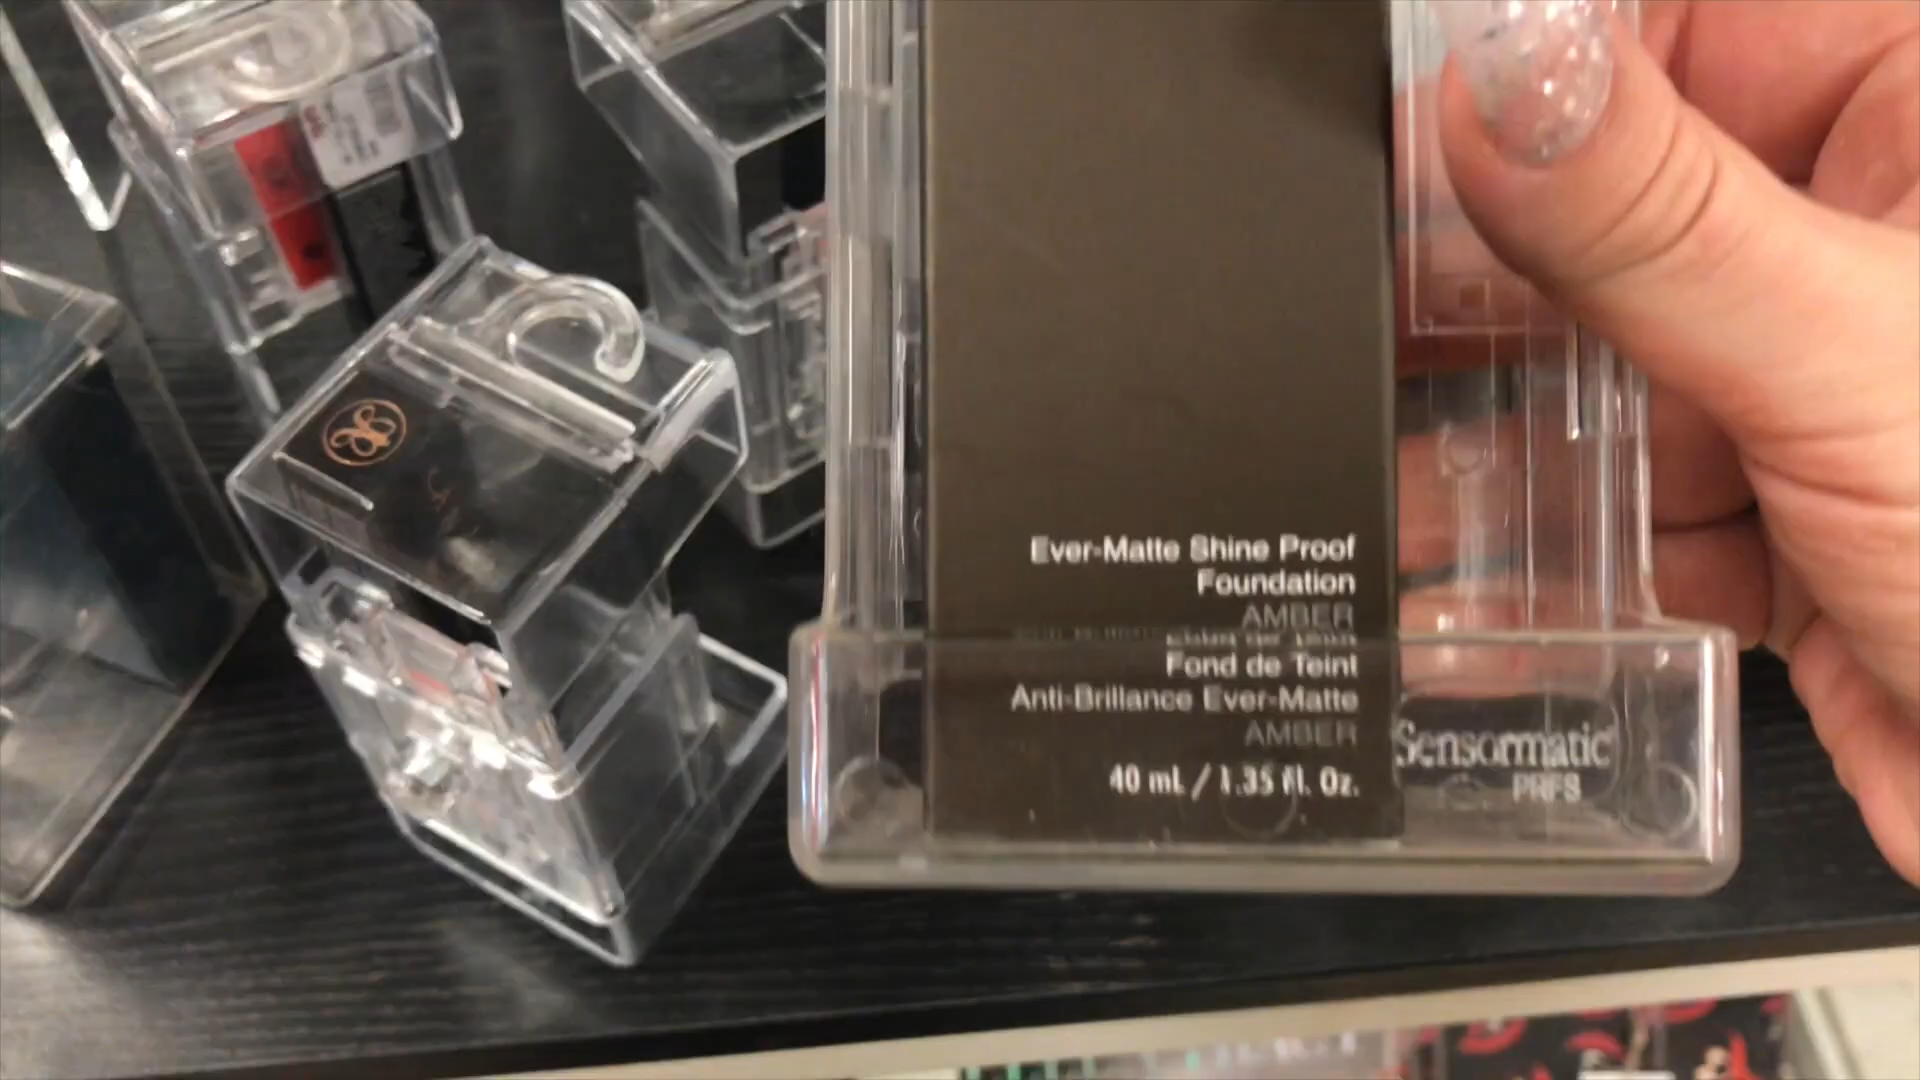 Ever-Matte Shine Proof
Foundation
AMBER
Fond de Teint
Anti-Brillance Ever-Matte
AMBER
40 mL / 1.35 fl. Oz.
Sensormatic
PRFS